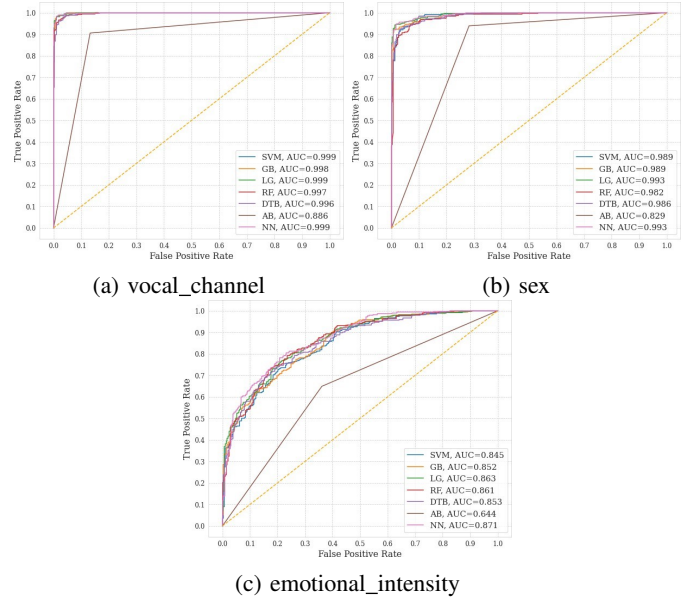 1.0
0.9
0.8
0.7
0.6
0.5
0.4
0.3
0.2
0.1
0.0
True Positive Rate
SVM, AUC=0.999
GB, AUC=0.998
LG, AUC=0.999
RF, AUC=0.997
DTB, AUC=0.996
AB, AUC=0.886
NN, AUC=0.999
0.0 0.1 0.2 0.3 0.4 0.5 0.6 0.7 0.8 0.9 1.0
False Positive Rate
(a) vocal_channel
1.0
0.9
0.8
0.7
0.6
0.5
0.4
0.3
0.2
0.1
0.0
True Positive Rate
SVM, AUC=0.989
GB, AUC=0.989
LG, AUC=0.993
RF, AUC=0.982
DTB, AUC=0.986
AB, AUC=0.829
NN, AUC=0.993
0.0 0.1 0.2 0.3 0.4 0.5 0.6 0.7 0.8 0.9 1.0
False Positive Rate
(b) sex
1.0
0.9
0.8
0.7
0.6
0.5
0.4
0.3
0.2
0.1
0.0
True Positive Rate
SVM, AUC=0.845
GB, AUC=0.852
LG, AUC=0.863
RF, AUC=0.861
DTB, AUC=0.853
AB, AUC=0.644
NN, AUC=0.871
0.0 0.1 0.2 0.3 0.4 0.5 0.6 0.7 0.8 0.9 1.0
False Positive Rate
(c) emotional_intensity